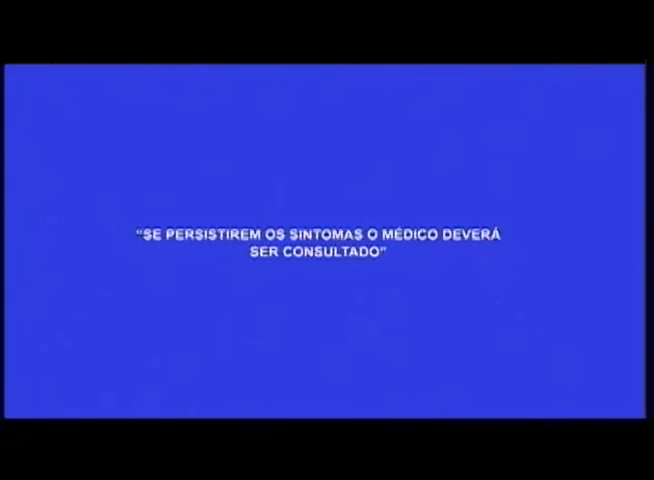 "SE PERSISTIREM OS SINTOMAS O MÉDICO DEVERÁ
SER CONSULTADO"